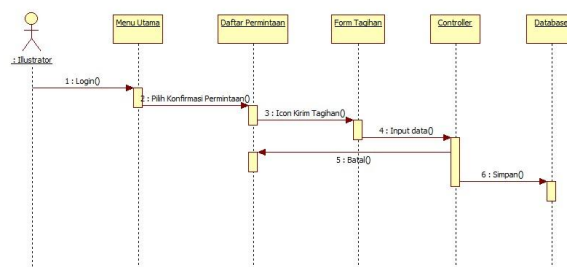 Menu Utama
Daftar Permintaan
Form Tagihan
Controller
Database
: Illustrator
1 : Login()
2 : Pilih Konfirmasi Permintaan()
3 : Icon Kirim Tagihan()
4 : Input data()
5 : Batal()
6 : Simpan()